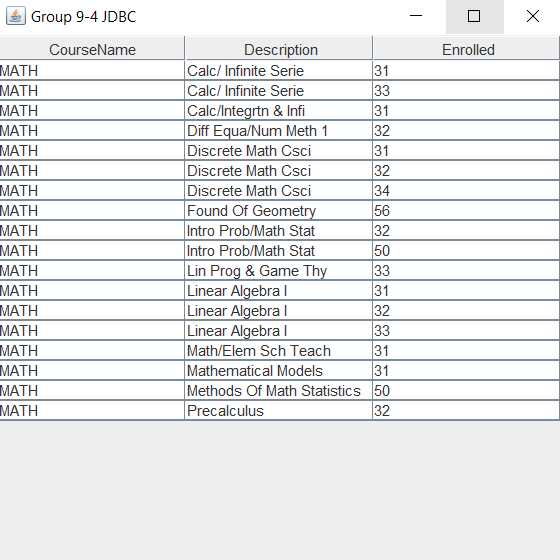 Group 9-4 JDBC
CourseName Description Enrolled
MATH Calc/ Infinite Serie 31
MATH Calc/ Infinite Serie 33
MATH Calc/Integrtn & Infi 31
MATH Diff Equa/Num Meth 1 32
MATH Discrete Math Csci 31
MATH Discrete Math Csci 32
MATH Discrete Math Csci 34
MATH Found Of Geometry 56
MATH Intro Prob/Math Stat 32
MATH Intro Prob/Math Stat 50
MATH Lin Prog & Game Thy 33
MATH Linear Algebra I 31
MATH Linear Algebra I 32
MATH Linear Algebra I 33
MATH Math/Elem Sch Teach 31
MATH Mathematical Models 31
MATH Methods Of Math Statistics 50
MATH Precalculus 32